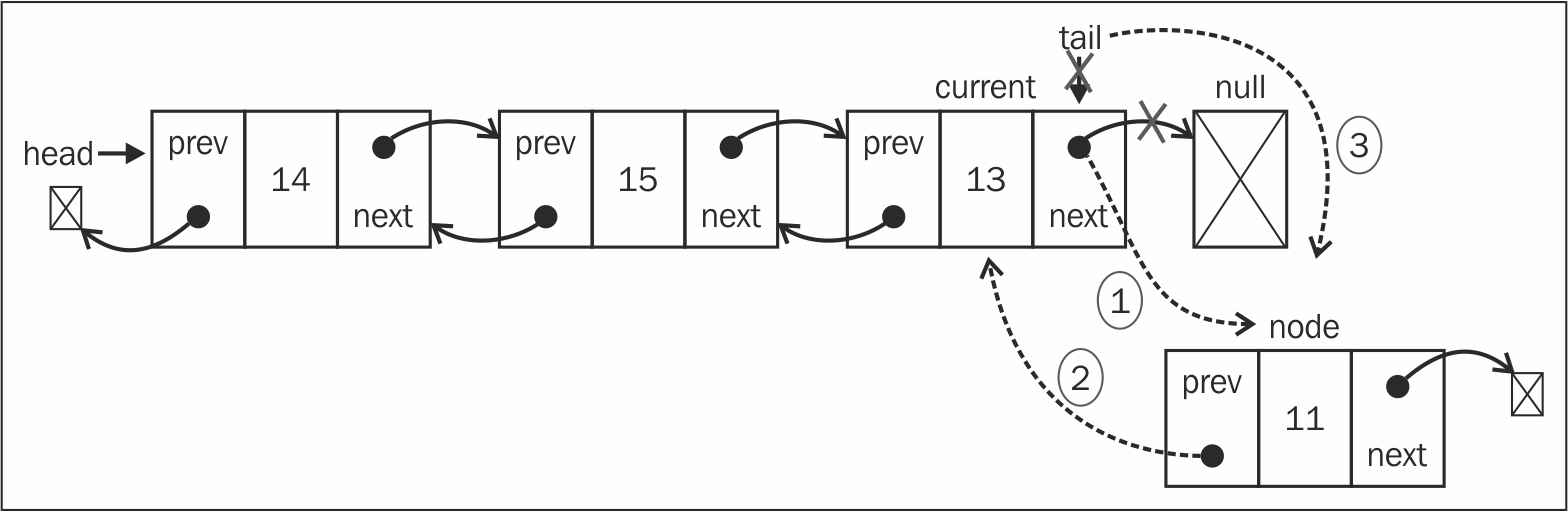 tail
current
null
head
prev
14
next
prev
15
next
prev
13
next
3
1
node
2
prev
11
next